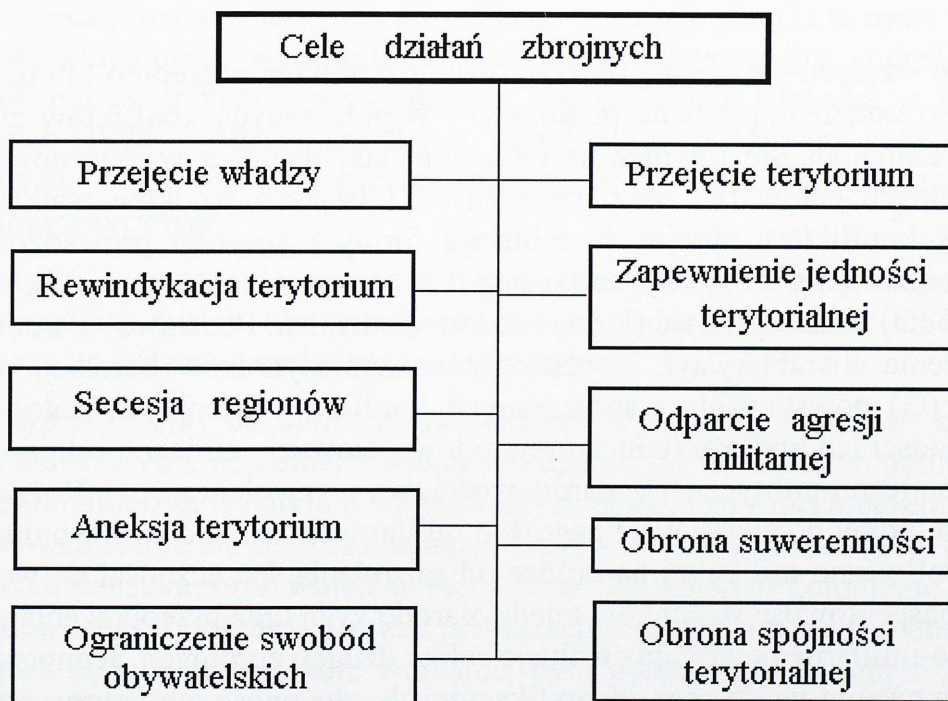 Cele działań zbrojnych
Przejęcie władzy
Przejęcie terytorium
Rewindykacja terytorium
Zapewnienie jedności
terytorialnej
Secesja regionów
Odparcie agresji
militarnej
Aneksja terytorium
Obrona suwerenności
Ograniczenie swobód
obywatelskich
Obrona spójności
terytorialnej